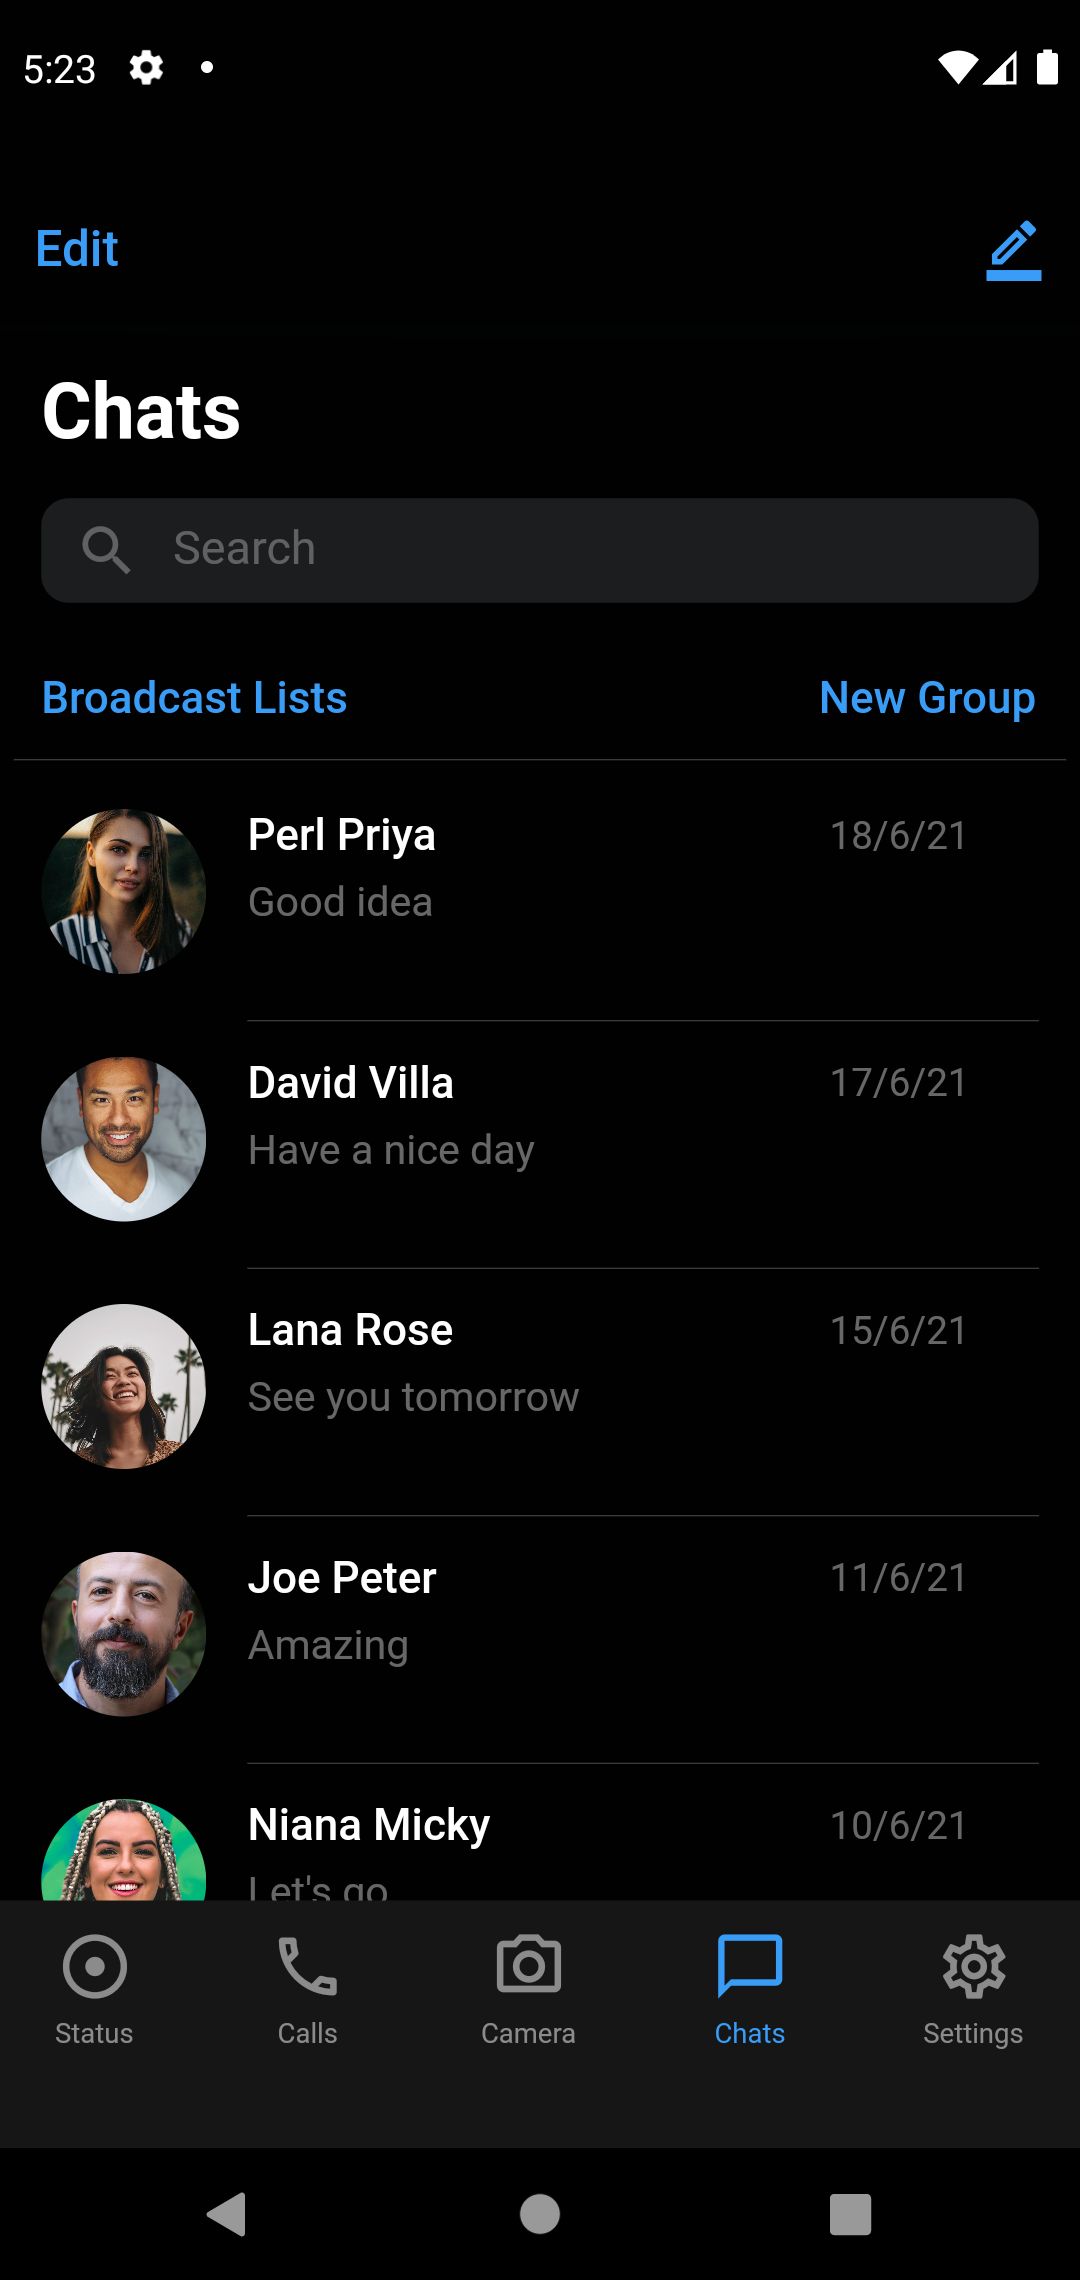 5:23
Edit
Chats
Search
Broadcast Lists New Group
Perl Priya 18/6/21
Good idea
David Villa 17/6/21
Have a nice day
Lana Rose 15/6/21
See you tomorrow
Joe Peter 11/6/21
Amazing
Niana Micky 10/6/21
Let's go
Status Calls Camera Chats Settings